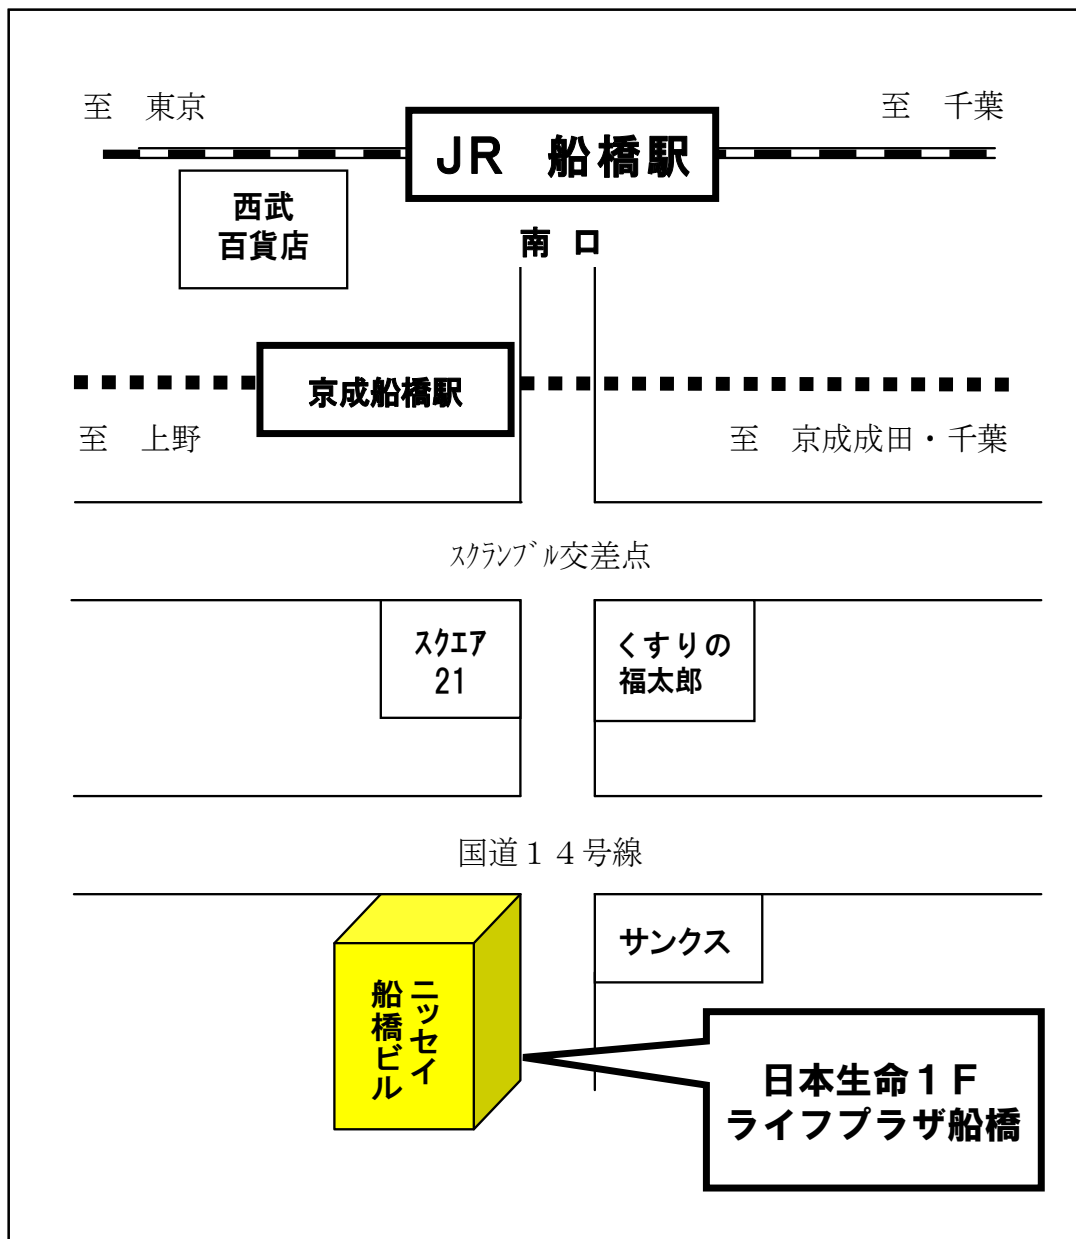 至　東京
至　千葉
ＪＲ　船橋駅
西武
百貨店
南 口
京成船橋駅
至　上野
至　京成成田・千葉
ｽｸﾗﾝﾌﾞﾙ交差点
スクエア
21
くすりの
福太郎
国道１４号線
サンクス
ニッセイ
船橋ビル
日本生命１Ｆ
ライフプラザ船橋